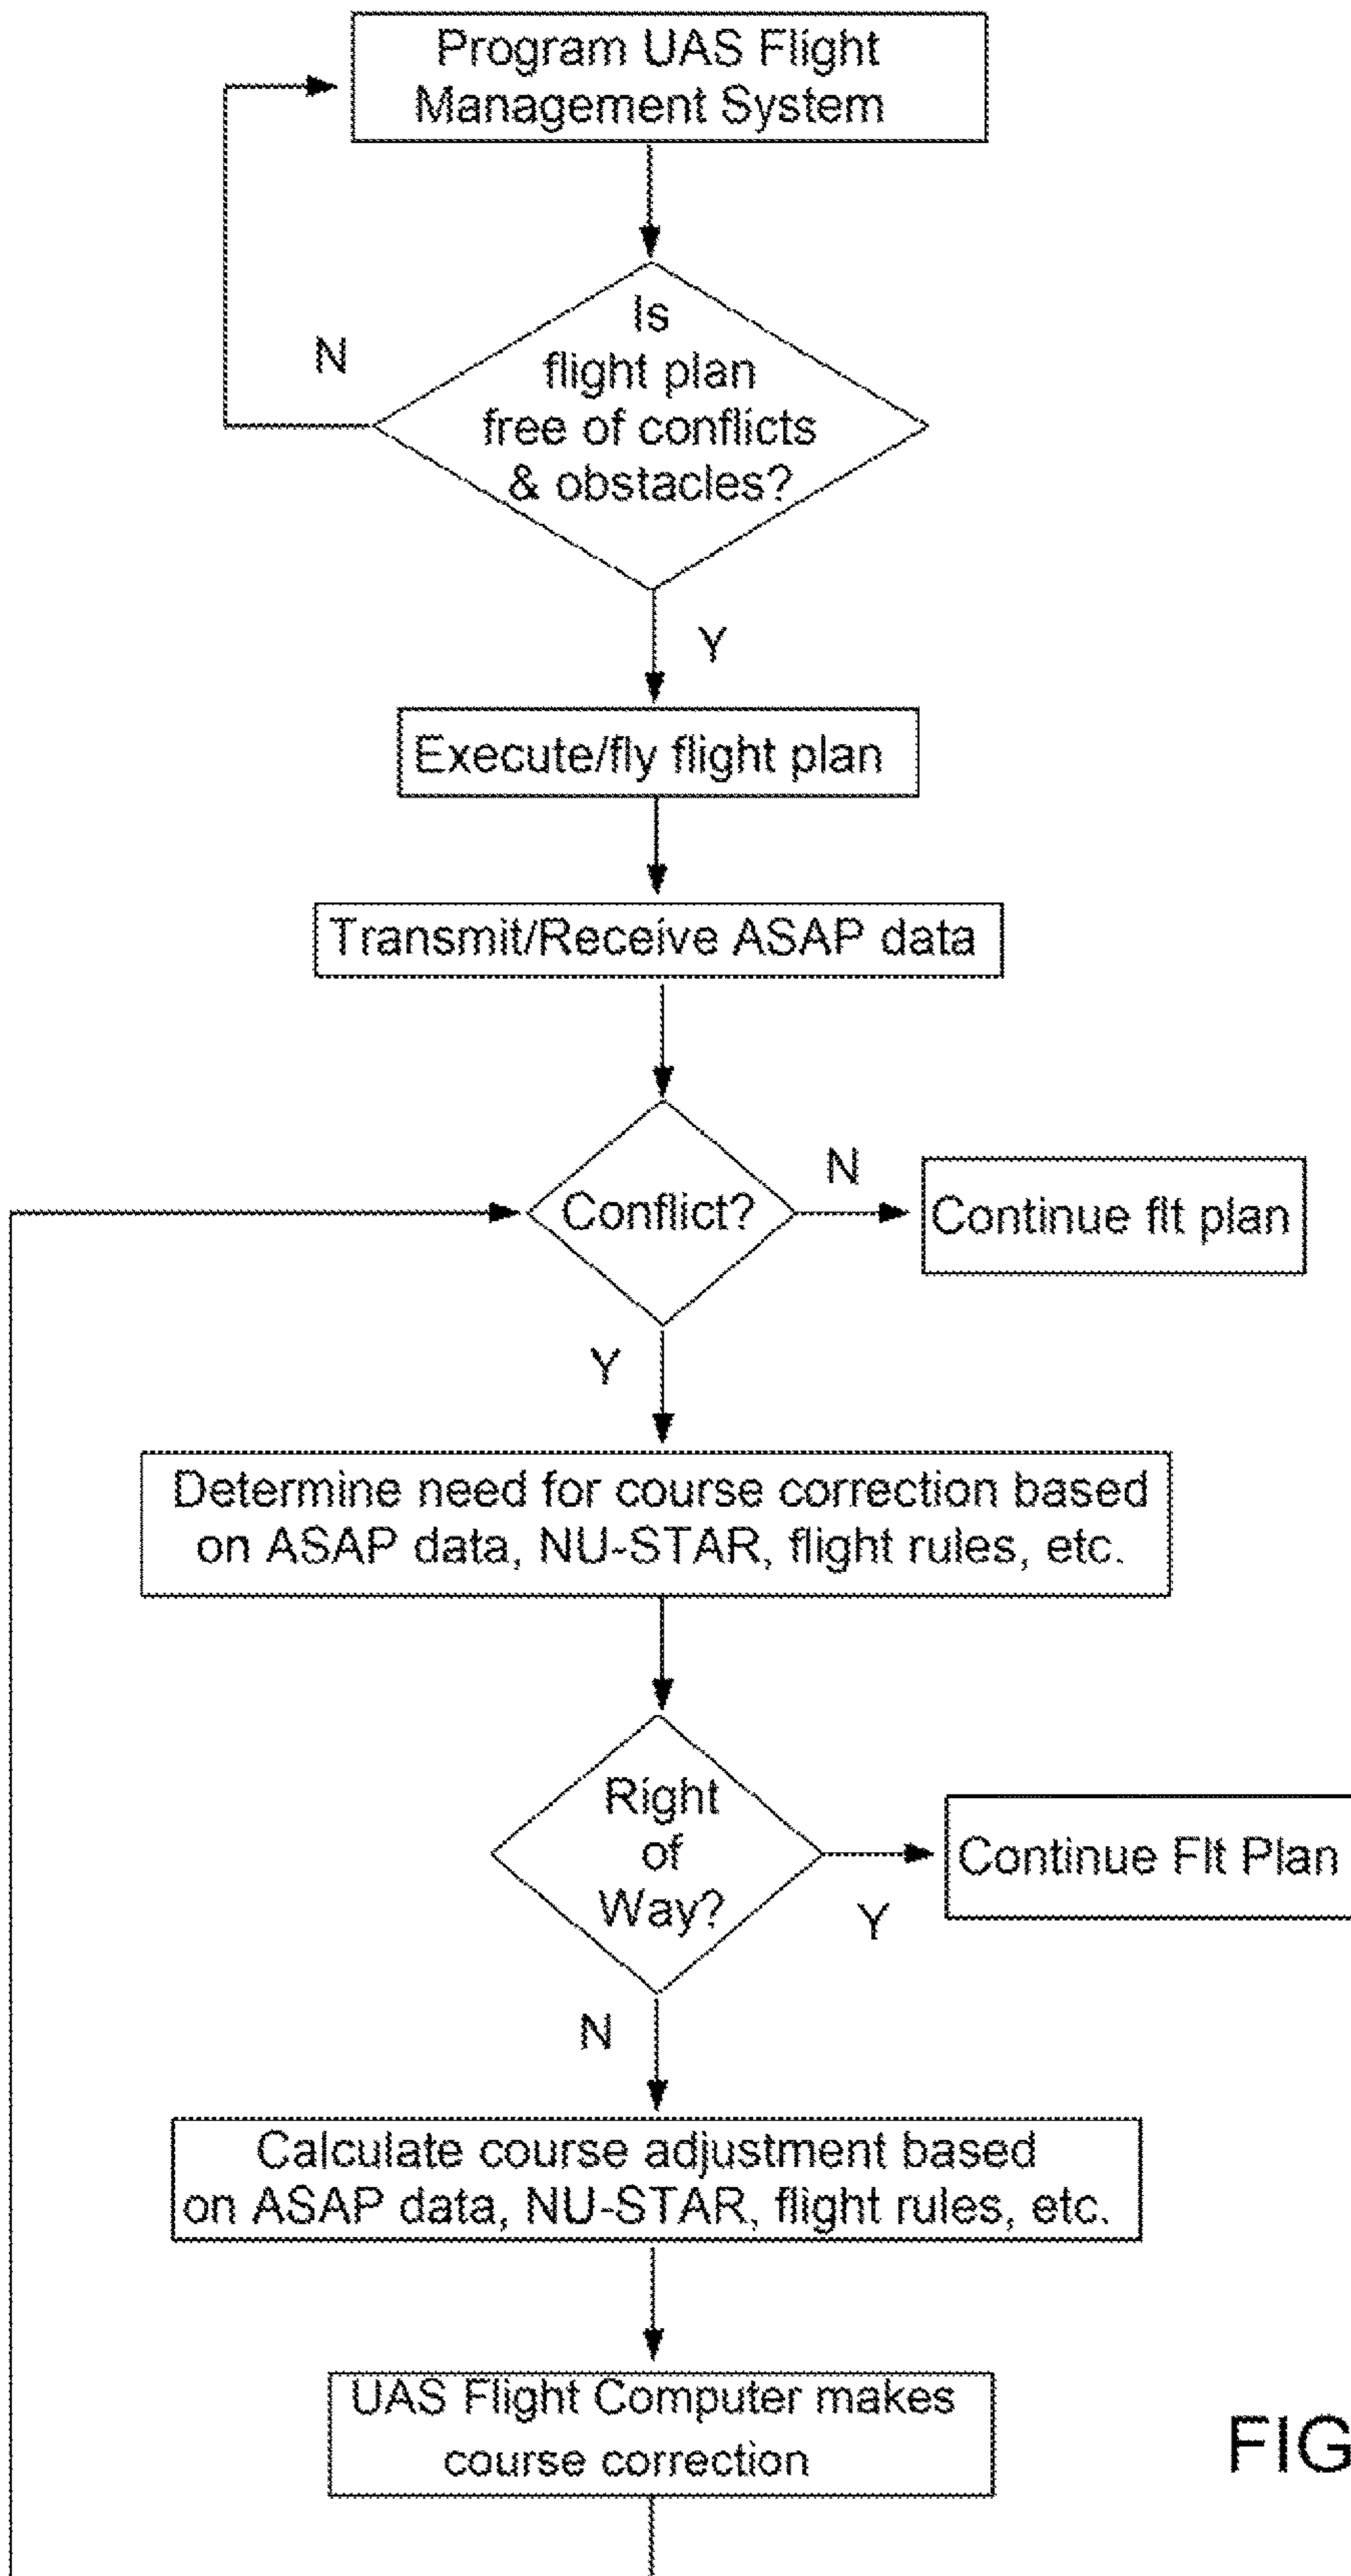 Program UAS Flight
Management System
Is
flight plan
free of conflicts
& obstacles?
N
Y
Execute/fly flight plan
Transmit/Receive ASAP data
Conflict?
N
Continue flt plan
Y
Determine need for course correction based
on ASAP data, NU-STAR, flight rules, etc.
Right
of
Way?
Continue Flt Plan
Y
N
Calculate course adjustment based
on ASAP data, NU-STAR, flight rules, etc.
UAS Flight Computer makes
course correction
FIG